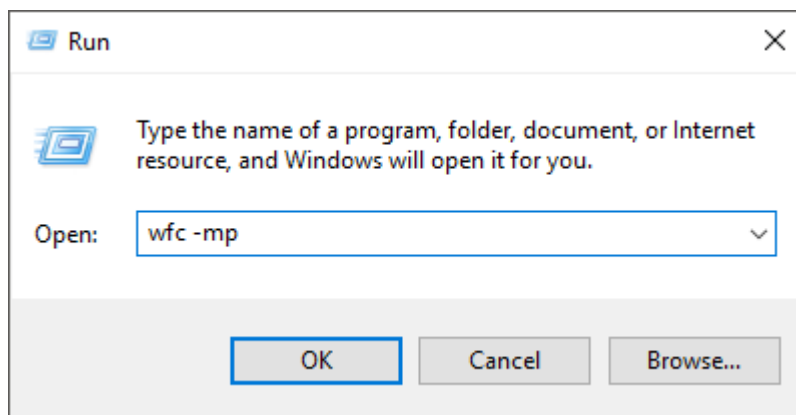 Run
Type the name of a program, folder, document, or Internet
resource, and Windows will open it for you.
Open: wfc -mp
OK Cancel Browse...